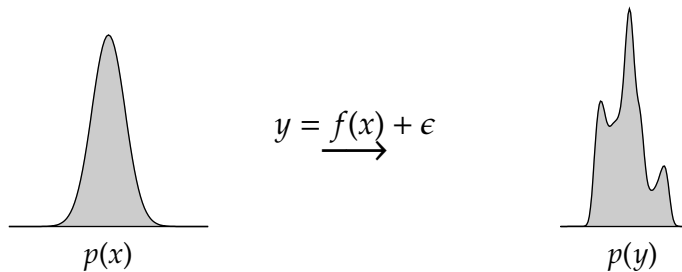 y = f(x) + ϵ
p(x)
p(y)